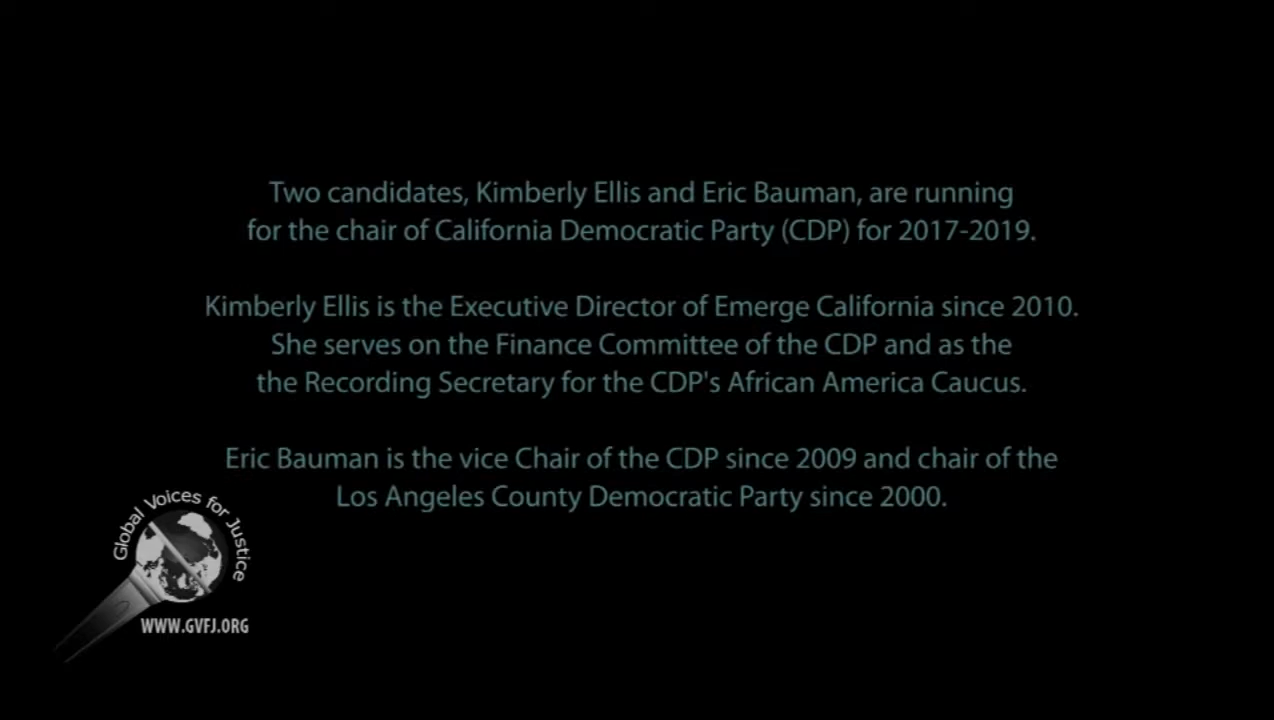 Two candidates, Kimberly Ellis and Eric Bauman, are running
for the chair of California Democratic Party (CDP) for 2017-2019.
Kimberly Ellis is the Executive Director of Emerge California since 2010.
She serves on the Finance Committee of the CDP and as the
the Recording Secretary for the CDP's African America Caucus.
Eric Bauman is the vice Chair of the CDP since 2009 and chair of the
Los Angeles County Democratic Party since 2000.
Global Voices for Justice
WWW.GVFJ.ORG